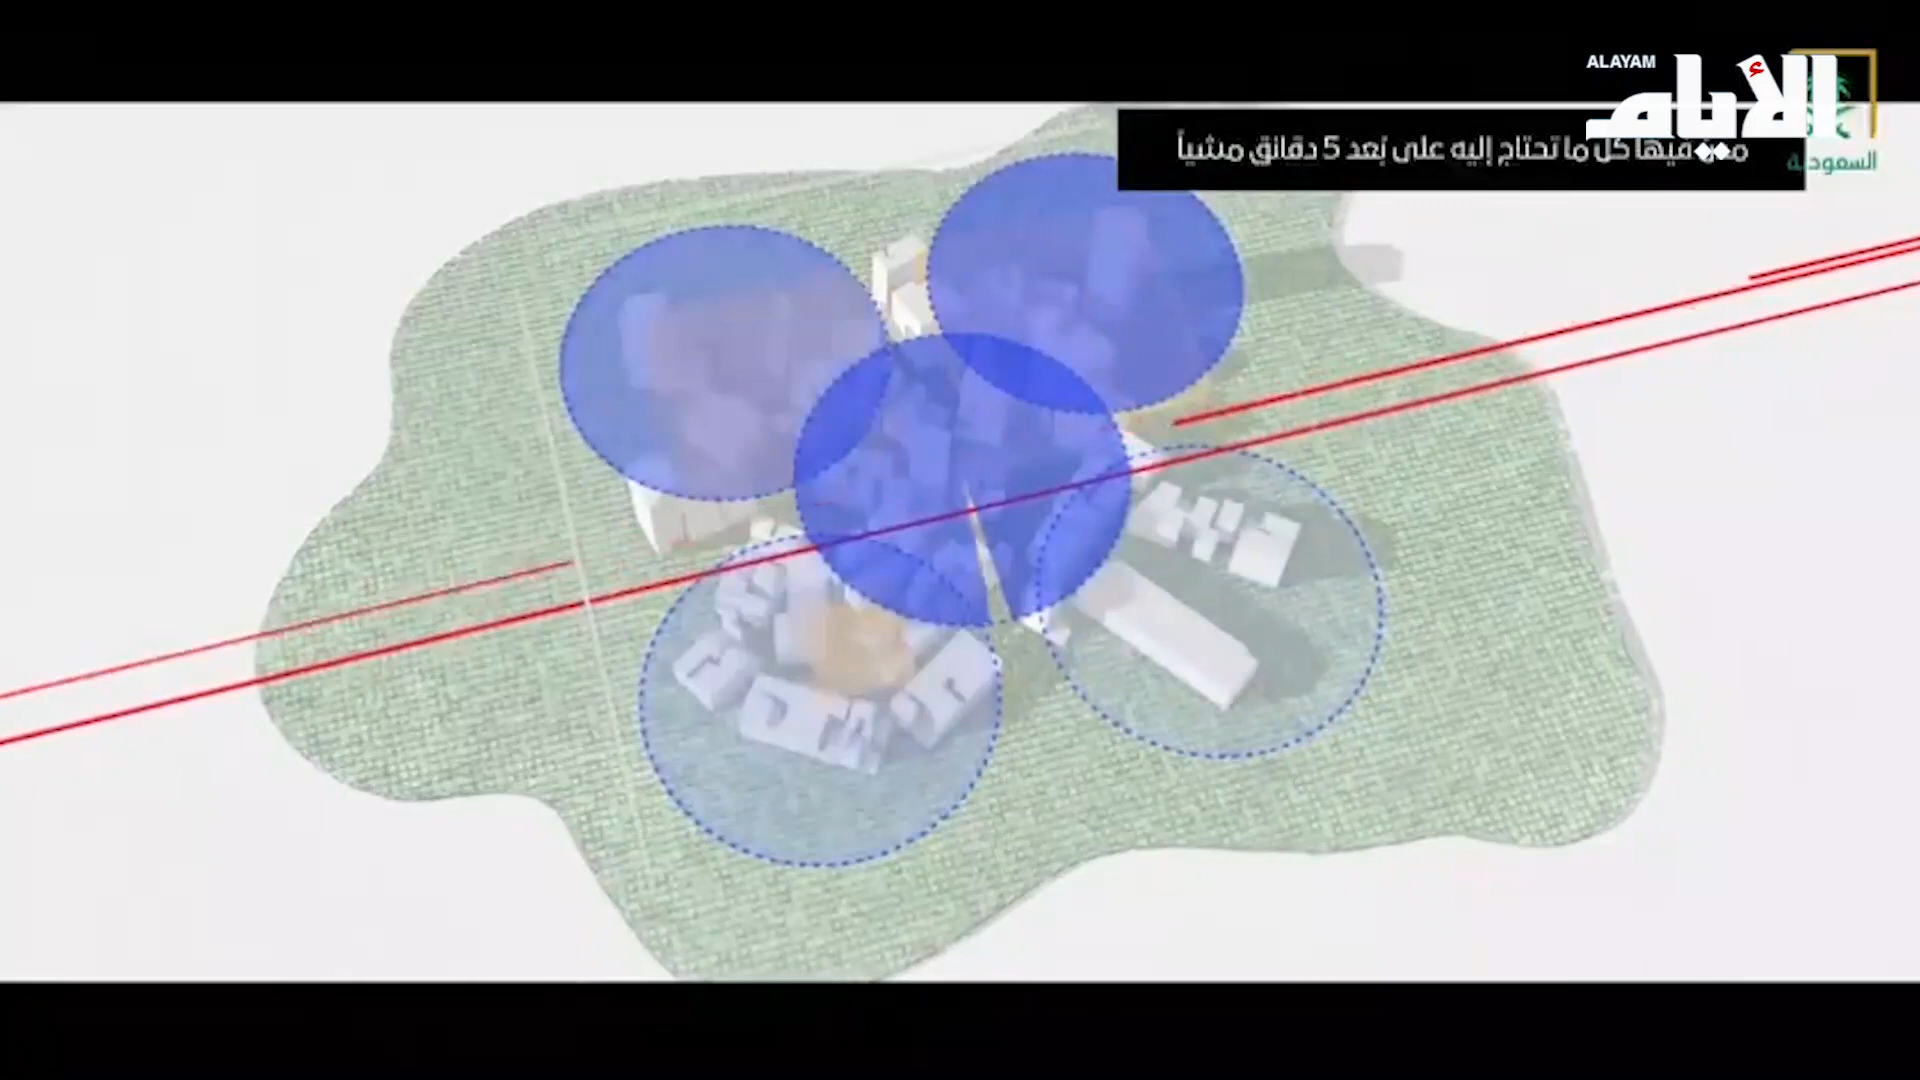 ALAYAM
الأيام
فيها كل ما تحتاج إليه على بُعد 5 دقائق مشياً
السعودية